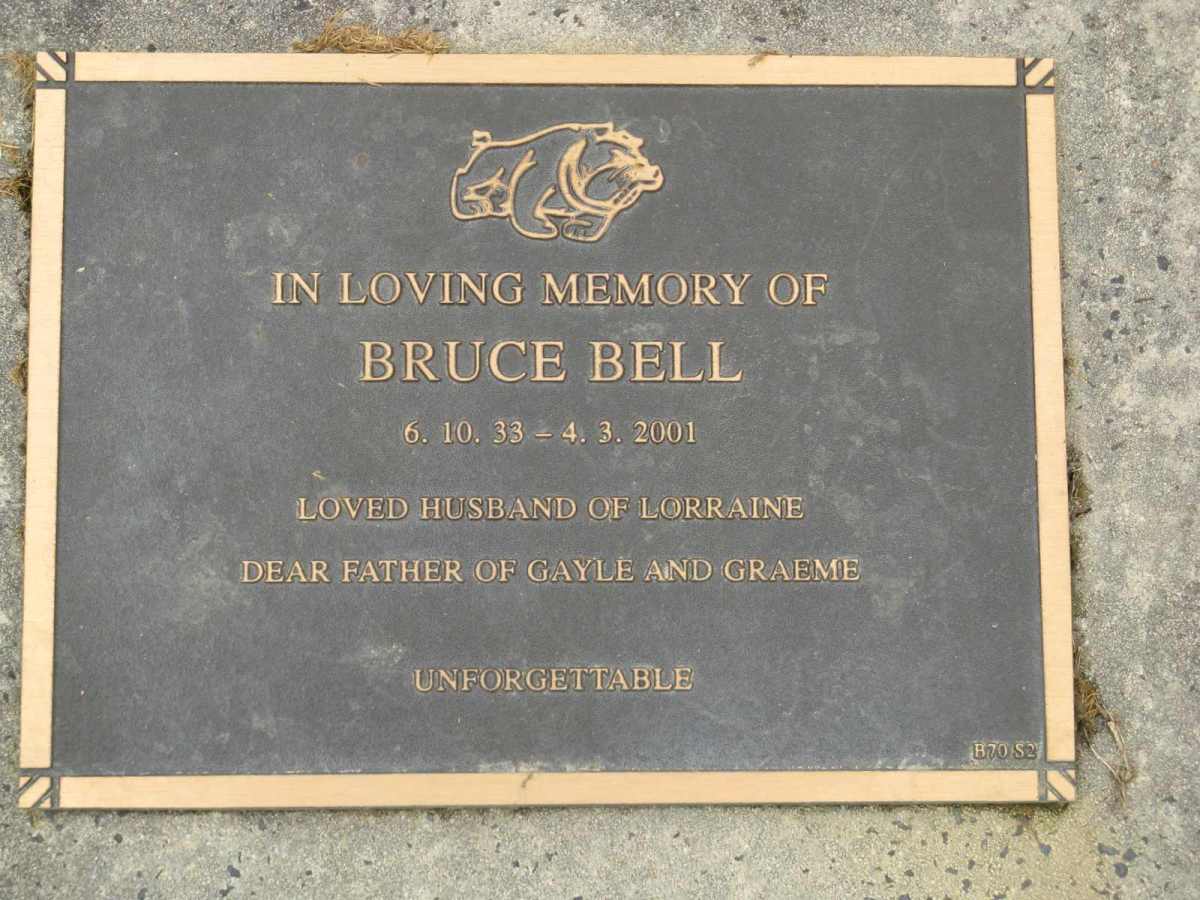 IN LOVING MEMORY OF
BRUCE BELL
6. 10. 33 – 4. 3. 2001
LOVED HUSBAND OF LORRAINE
DEAR FATHER OF GAYLE AND GRAEME
UNFORGETTABLE
B70 S2